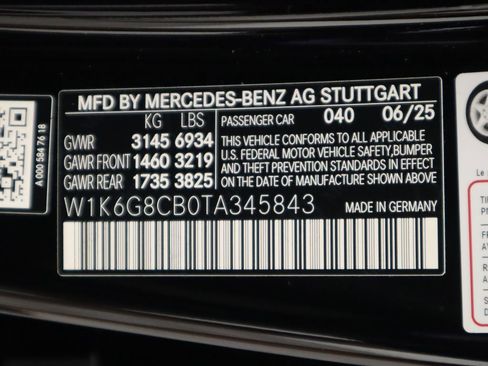 MFD BY MERCEDES-BENZ AG STUTTGART
KG LBS
GVWR 3145 6934
GAWR FRONT 1460 3219
GAWR REAR 1735 3825
PASSENGER CAR 040 06/25
THIS VEHICLE CONFORMS TO ALL APPLICABLE
U.S. FEDERAL MOTOR VEHICLE SAFETY,BUMPER
AND THEFT PREVENTION STANDARDS IN EFFECT
ON THE DATE OF MANUFACTURE SHOWN ABOVE.
W1K6G8CB0TA345843 MADE IN GERMANY
A 000 584 76 18
Le